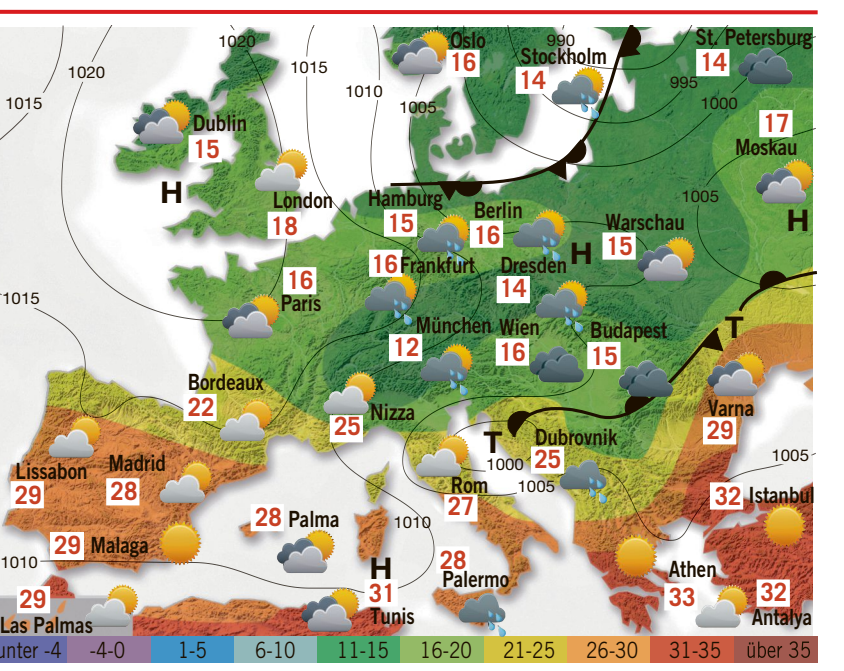 1020
Oslo
990
St. Petersburg
Stockholm
16
14
14
1020
1015
1010
995
1015
1005
1000
Dublin
15
17
Moskau
H
London
18
Hamburg
15
Berlin
16
1005
H
Warschau
15
H
16
Paris
16
Frankfurt
Dresden
14
1015
München
12
Wien
16
Budapest
15
T
Bordeaux
22
25
Nizza
Varna
29
T
Dubrovnik
25
1000
1005
1005
Lissabon
29
Madrid
28
Rom
27
32
Istanbul
28
Palma
1010
29
Malaga
1010
H
28
Palermo
Athen
33
29
Las Palmas
31
Tunis
32
Antalya
unter -4
-4-0
1-5
6-10
11-15
16-20
21-25
26-30
31-35
über 35